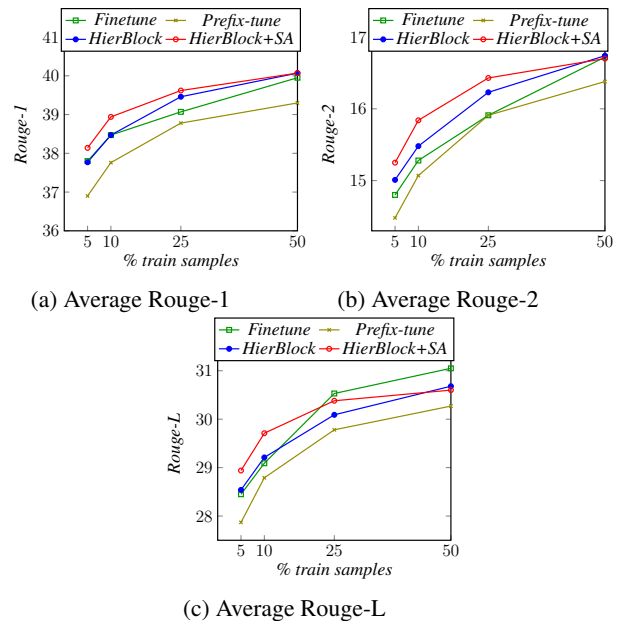 Finetune Prefix-tune
HierBlock HierBlock+SA
41
40
39
38
37
36
Rouge-1
5 10 25 50
% train samples
(a) Average Rouge-1
Finetune Prefix-tune
HierBlock HierBlock+SA
17
16
15
Rouge-2
5 10 25 50
% train samples
(b) Average Rouge-2
Finetune Prefix-tune
HierBlock HierBlock+SA
31
30
29
28
Rouge-L
5 10 25 50
% train samples
(c) Average Rouge-L